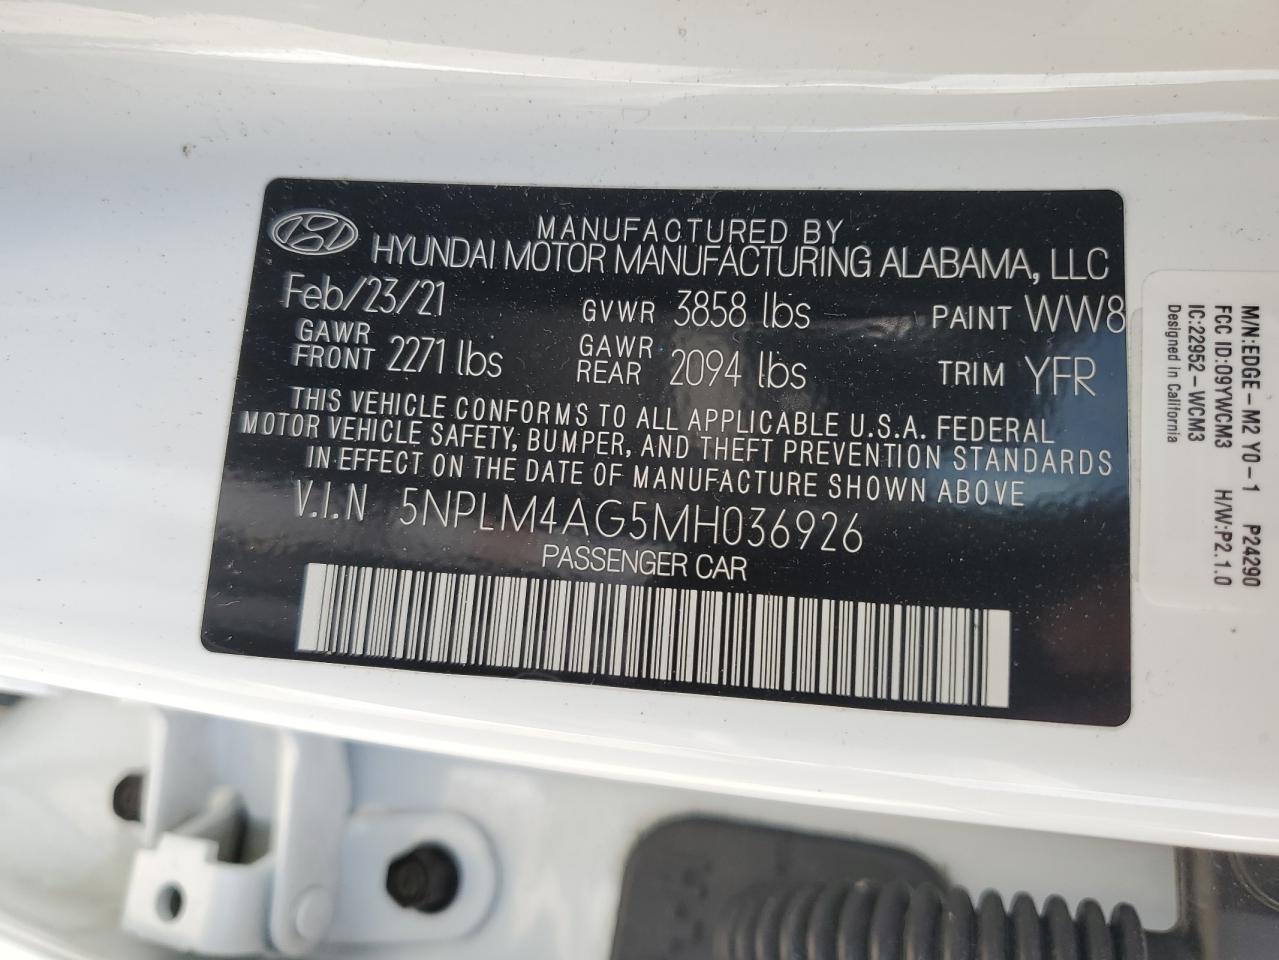 MANUFACTURED BY
HYUNDAI MOTOR MANUFACTURING ALABAMA, LLC
Feb/23/21 GVWR 3858 lbs PAINT WW8
GAWR FRONT 2271 lbs GAWR REAR 2094 lbs TRIM YFR
THIS VEHICLE CONFORMS TO ALL APPLICABLE U.S.A. FEDERAL
MOTOR VEHICLE SAFETY, BUMPER, AND THEFT PREVENTION STANDARDS
IN EFFECT ON THE DATE OF MANUFACTURE SHOWN ABOVE
V.I.N 5NPLM4AG5MH036926
PASSENGER CAR
M/N:EDGE-M2 Y0-1 P24290
FCC ID:O9YWCM3 H/W:P2.1.0
IC:22952-WCM3
Designed in California